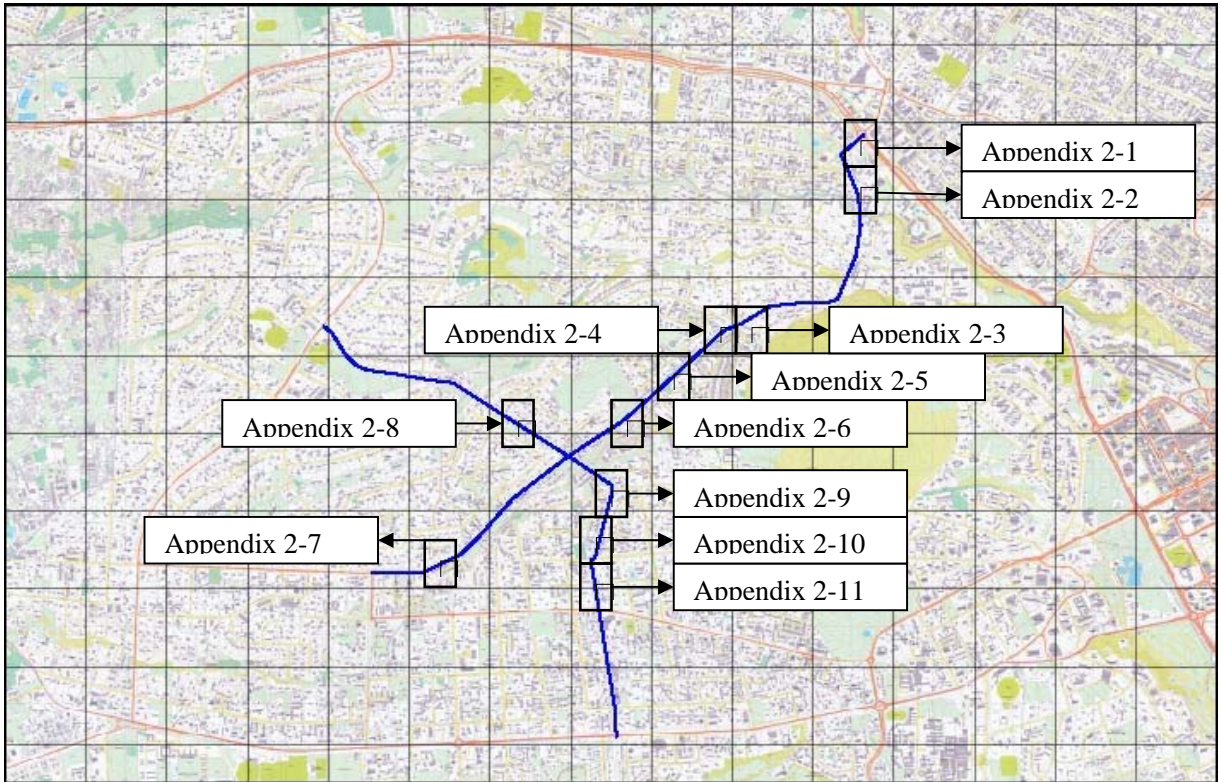 Appendix 2-1
Appendix 2-2
Appendix 2-4
Appendix 2-3
Appendix 2-5
Appendix 2-8
Appendix 2-6
Appendix 2-9
Appendix 2-7
Appendix 2-10
Appendix 2-11